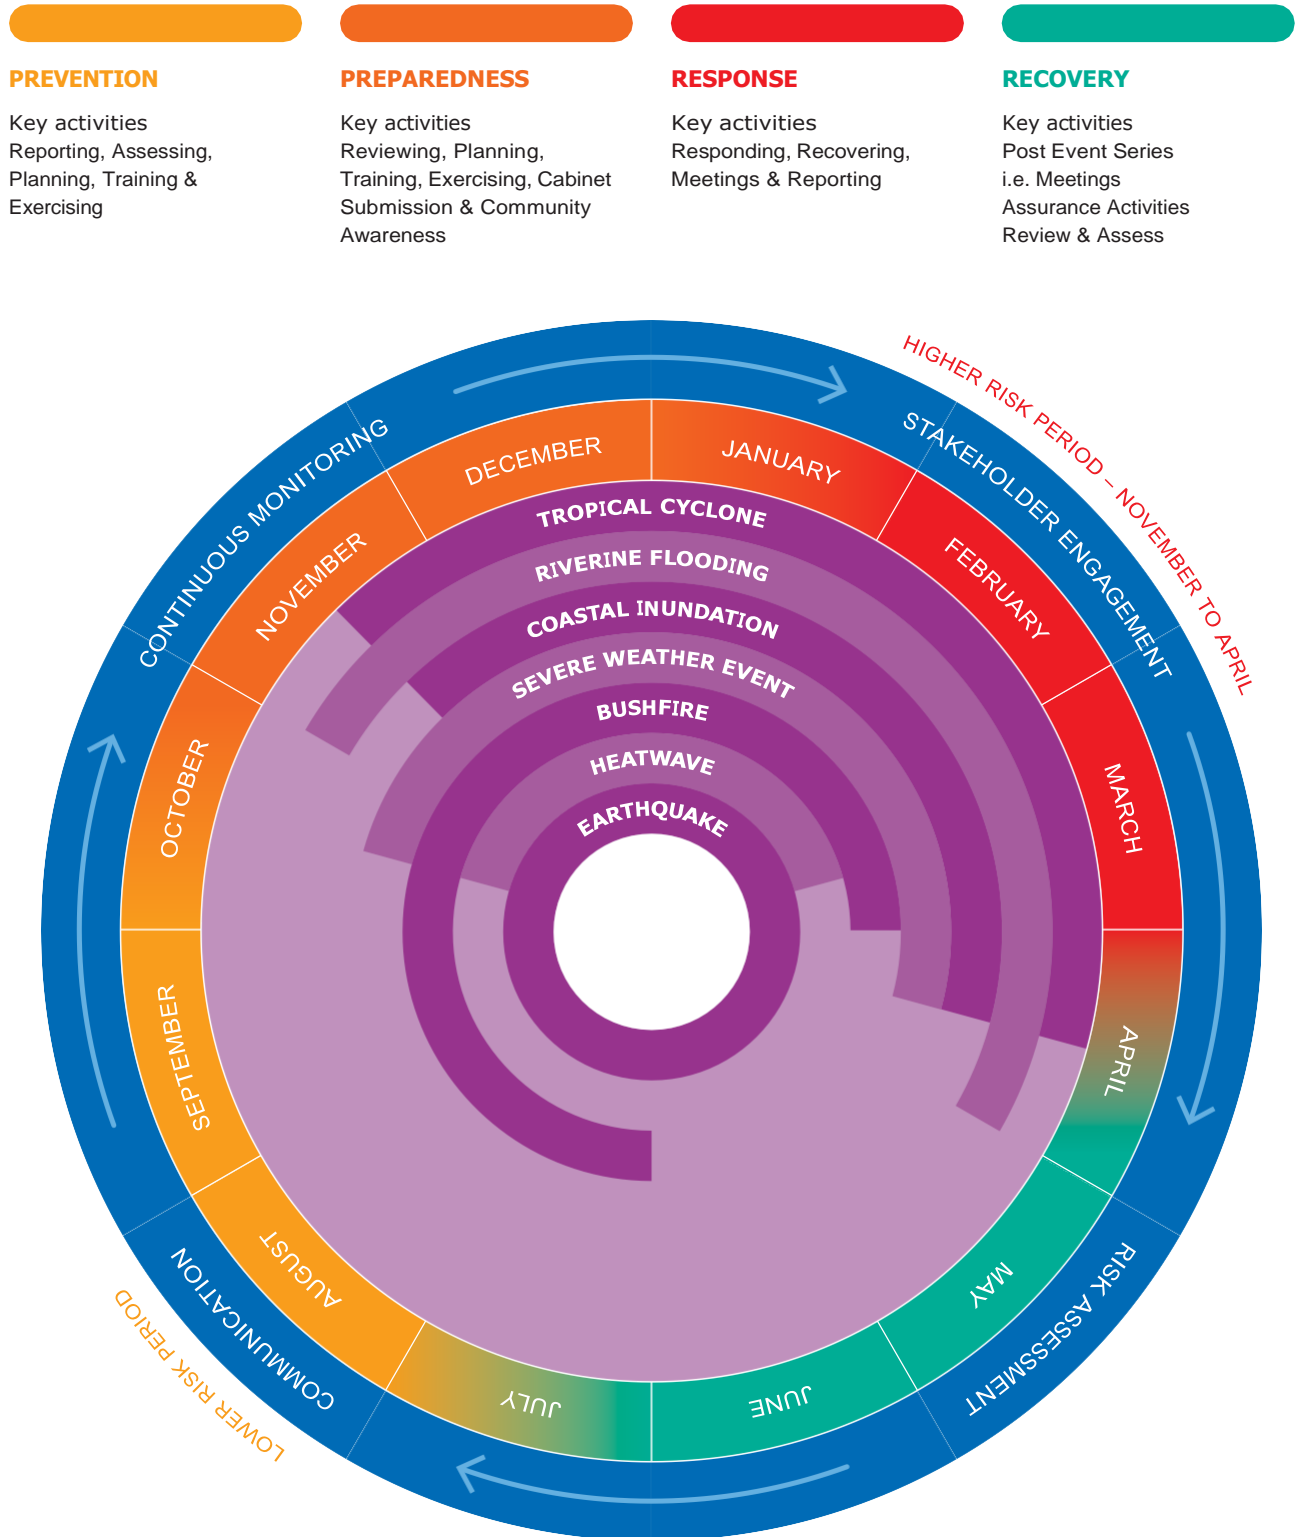 PREVENTION
Key activities
Reporting, Assessing,
Planning, Training &
Exercising
PREPAREDNESS
Key activities
Reviewing, Planning,
Training, Exercising, Cabinet
Submission & Community
Awareness
RESPONSE
Key activities
Responding, Recovering,
Meetings & Reporting
RECOVERY
Key activities
Post Event Series
i.e. Meetings
Assurance Activities
Review & Assess
HIGHER RISK PERIOD – NOVEMBER TO APRIL
CONTINUOUS MONITORING
STAKEHOLDER ENGAGEMENT
RISK ASSESSMENT
COMMUNICATION
LOWER RISK PERIOD
JANUARY
FEBRUARY
MARCH
APRIL
MAY
JUNE
JULY
AUGUST
SEPTEMBER
OCTOBER
NOVEMBER
DECEMBER
TROPICAL CYCLONE
RIVERINE FLOODING
COASTAL INUNDATION
SEVERE WEATHER EVENT
BUSHFIRE
HEATWAVE
EARTHQUAKE